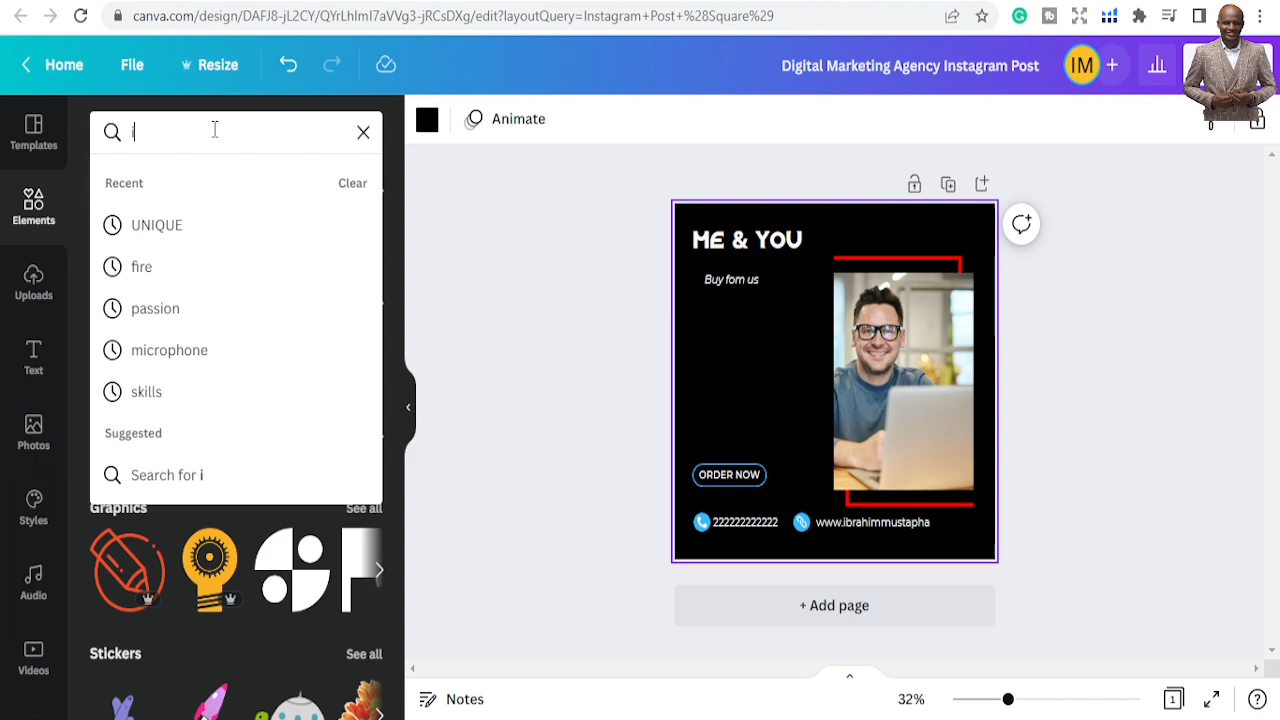 canva.com/design/DAFJ8-jL2CY/QYrLhlmI7aVVg3-jRCsDXg/edit?layoutQuery=Instagram+Post+%28Square%29
Home
File
Resize
Digital Marketing Agency Instagram Post
IM
Templates
Elements
Uploads
Text
Photos
Styles
Audio
Videos
i
Recent
Clear
UNIQUE
fire
passion
microphone
skills
Suggested
Search for i
Graphics
See all
Stickers
See all
Animate
ME & YOU
Buy fom us
ORDER NOW
222222222222
www.ibrahimmustapha
+ Add page
Notes
32%
1